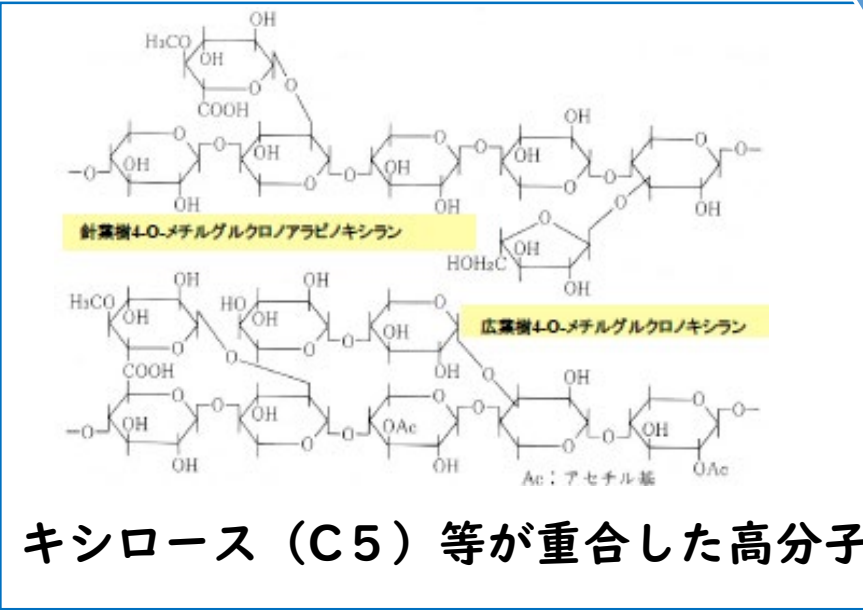 OH
H₃CO
OH
O O
COOH OH
O O O O
O OH OH O
OH OH
O O O O O O
OH OH O OH
針葉樹4-O-メチルグルクロノアラビノキシラン
O
OH
HOH₂C
OH
OH OH
H₃CO HO O
OH OH OH
広葉樹4-O-メチルグルクロノキシラン
O O O
O
COOH OH O OH
O O O O O O
OH OH OAc OH
O O O O O
OH OH OAc
Ac：アセチル基
キシロース（C5）等が重合した高分子